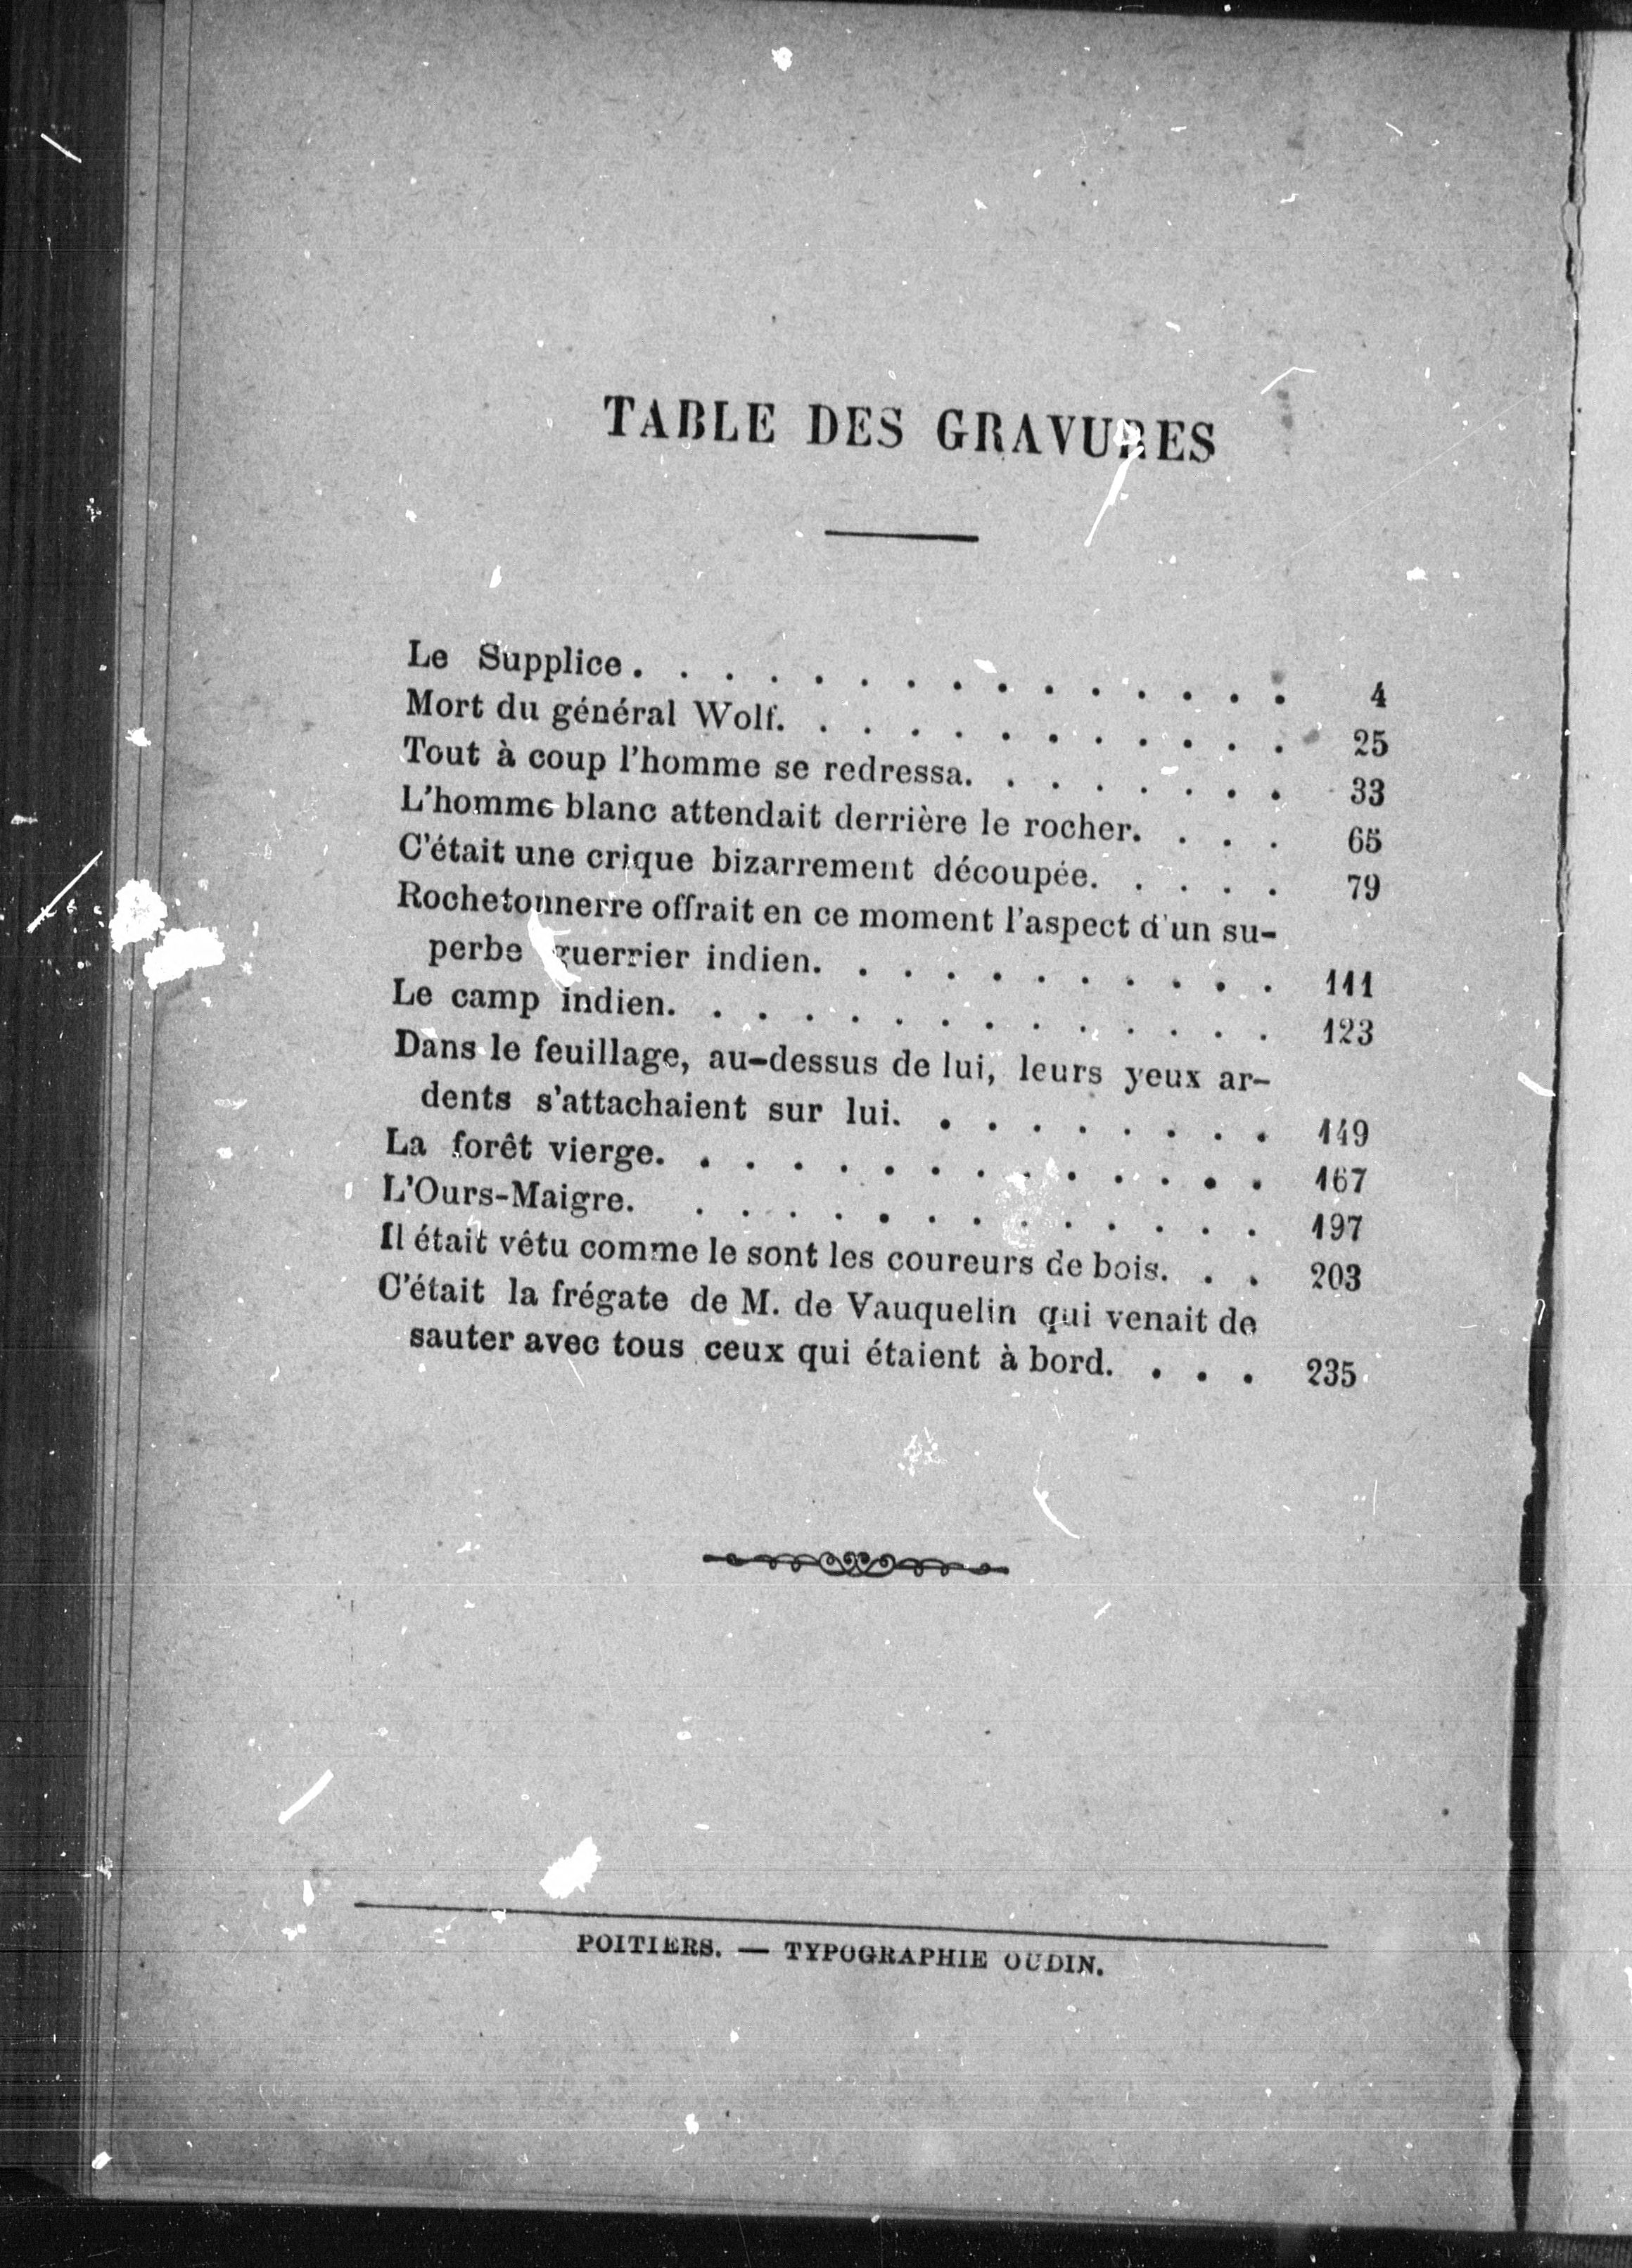 TABLE DES GRAVURES
Le Supplice. . . . . . . . . . . . . . . 4
Mort du général Wolf. . . . . . . . . . . . 25
Tout à coup l'homme se redressa. . . . . . . . 33
L'homme blanc attendait derrière le rocher. . . . 65
C'était une crique bizarrement découpée. . . . . 79
Rochetonnerre offrait en ce moment l'aspect d'un su-
perbe guerrier indien. . . . . . . . . . . 111
Le camp indien. . . . . . . . . . . . . . 123
Dans le feuillage, au-dessus de lui, leurs yeux ar-
dents s'attachaient sur lui. . . . . . . . . 149
La forêt vierge. . . . . . . . . . . . . . 167
L'Ours-Maigre. . . . . . . . . . . . . . 197
Il était vêtu comme le sont les coureurs de bois. . . 203
C'était la frégate de M. de Vauquelin qui venait de
sauter avec tous ceux qui étaient à bord. . . . 235
POITIERS. — TYPOGRAPHIE OUDIN.